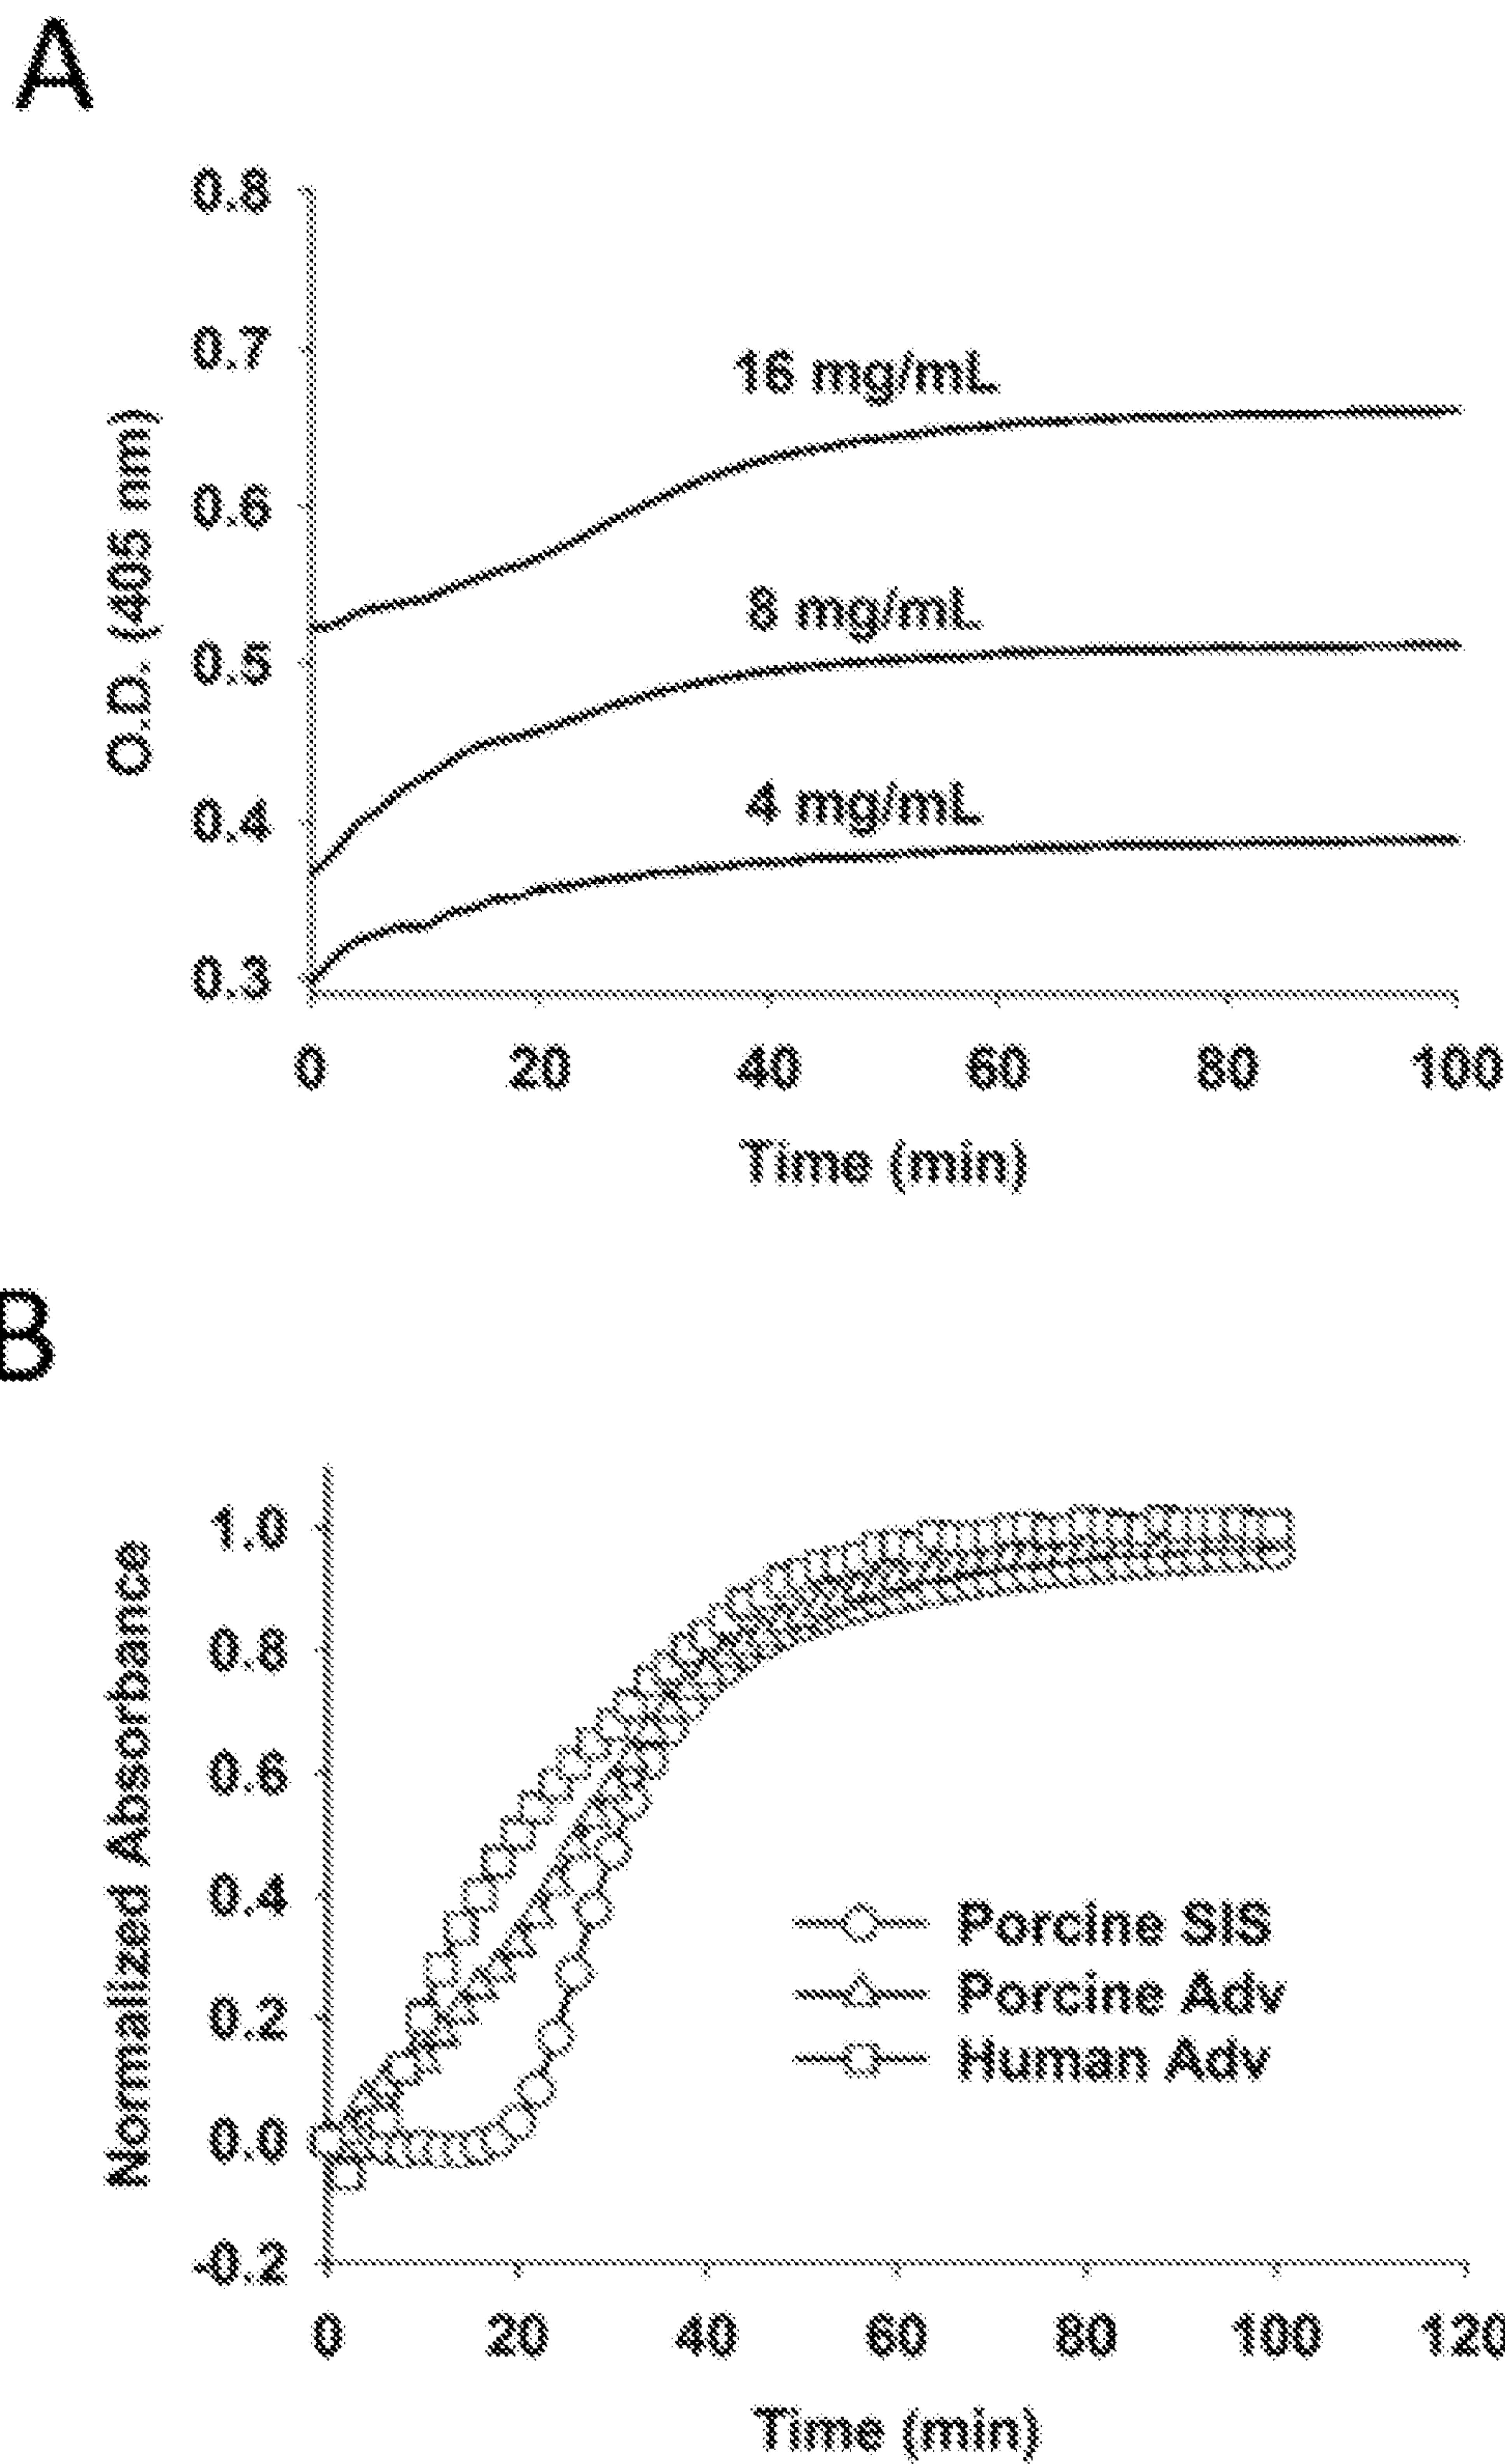 A
0.8
0.7
0.6
0.5
0.4
0.3
O.D. (405 nm)
16 mg/mL
8 mg/mL
4 mg/mL
0 20 40 60 80 100
Time (min)
B
1.0
0.8
0.6
0.4
0.2
0.0
-0.2
Normalized Absorbance
Porcine SIS
Porcine Adv
Human Adv
0 20 40 60 80 100 120
Time (min)